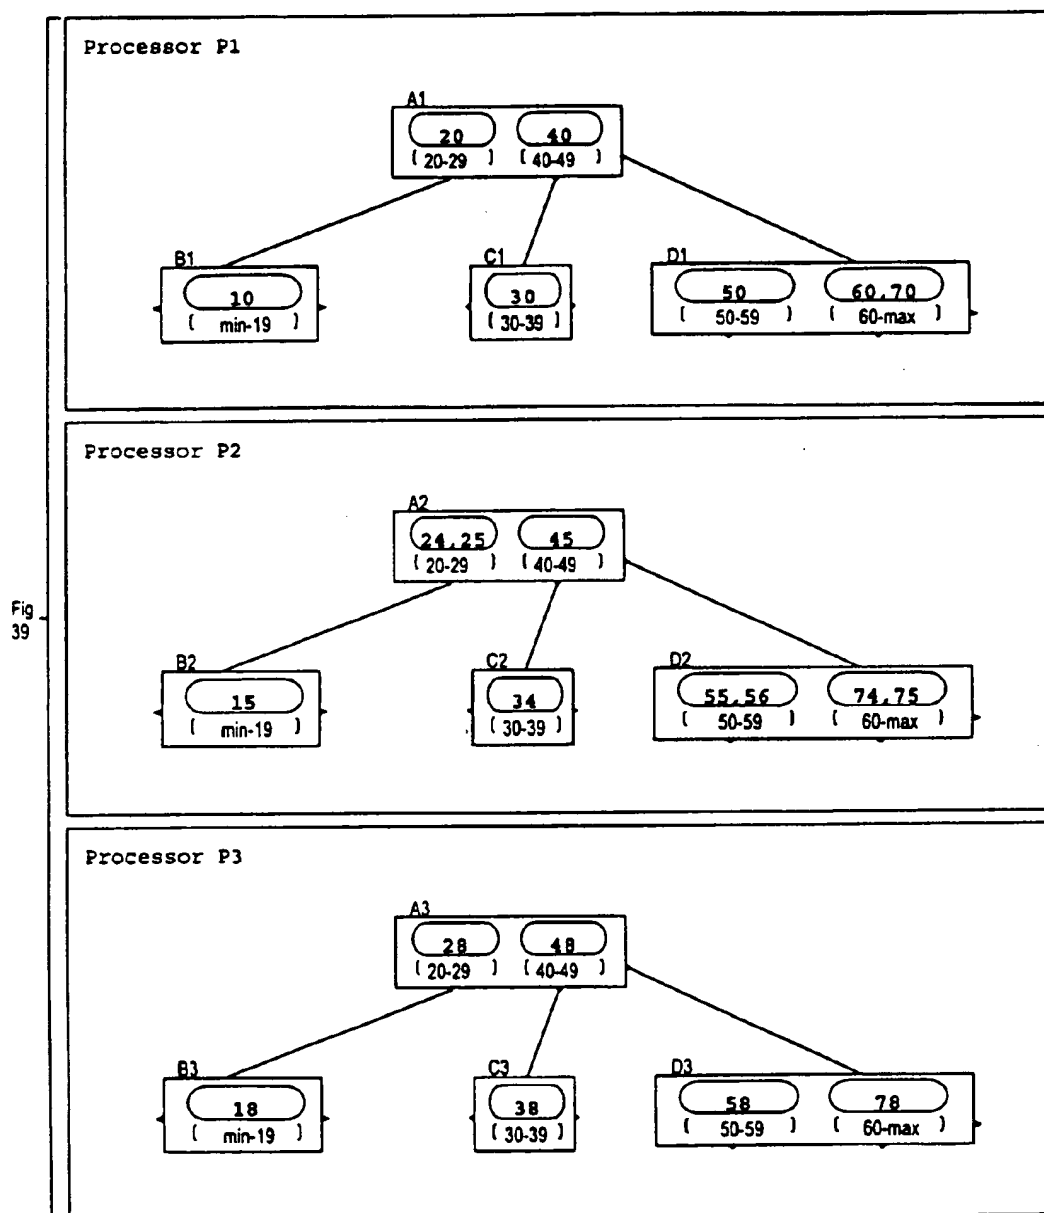 Processor P1
A1
20 40
( 20-29 ) ( 40-49 )
B1 C1 D1
10 30 50 60,70
( min-19 ) ( 30-39 ) ( 50-59 ) ( 60-max )
Processor P2
A2
24,25 45
( 20-29 ) ( 40-49 )
Fig
39
B2 C2 D2
15 34 55,56 74,75
( min-19 ) ( 30-39 ) ( 50-59 ) ( 60-max )
Processor P3
A3
28 48
( 20-29 ) ( 40-49 )
B3 C3 D3
18 38 58 78
( min-19 ) ( 30-39 ) ( 50-59 ) ( 60-max )